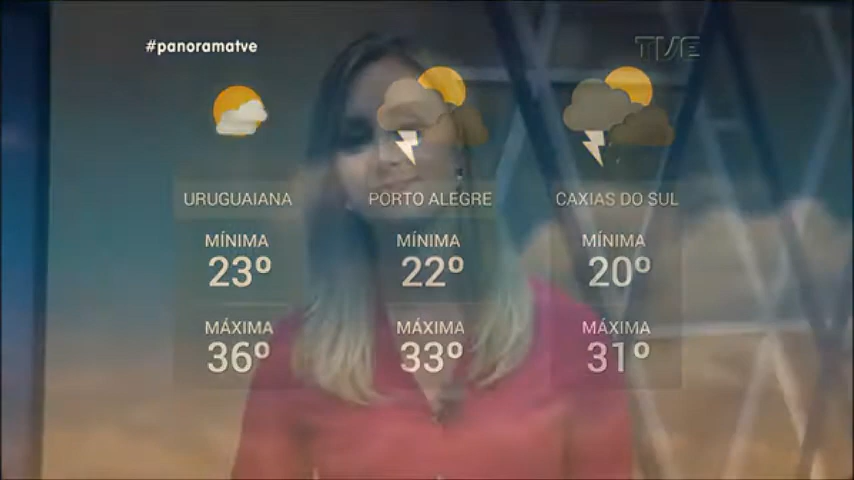 #panoramatve
TVE
URUGUAIANA
PORTO ALEGRE
CAXIAS DO SUL
MÍNIMA
MÍNIMA
MÍNIMA
23º
22º
20º
MÁXIMA
MÁXIMA
MÁXIMA
36º
33º
31º